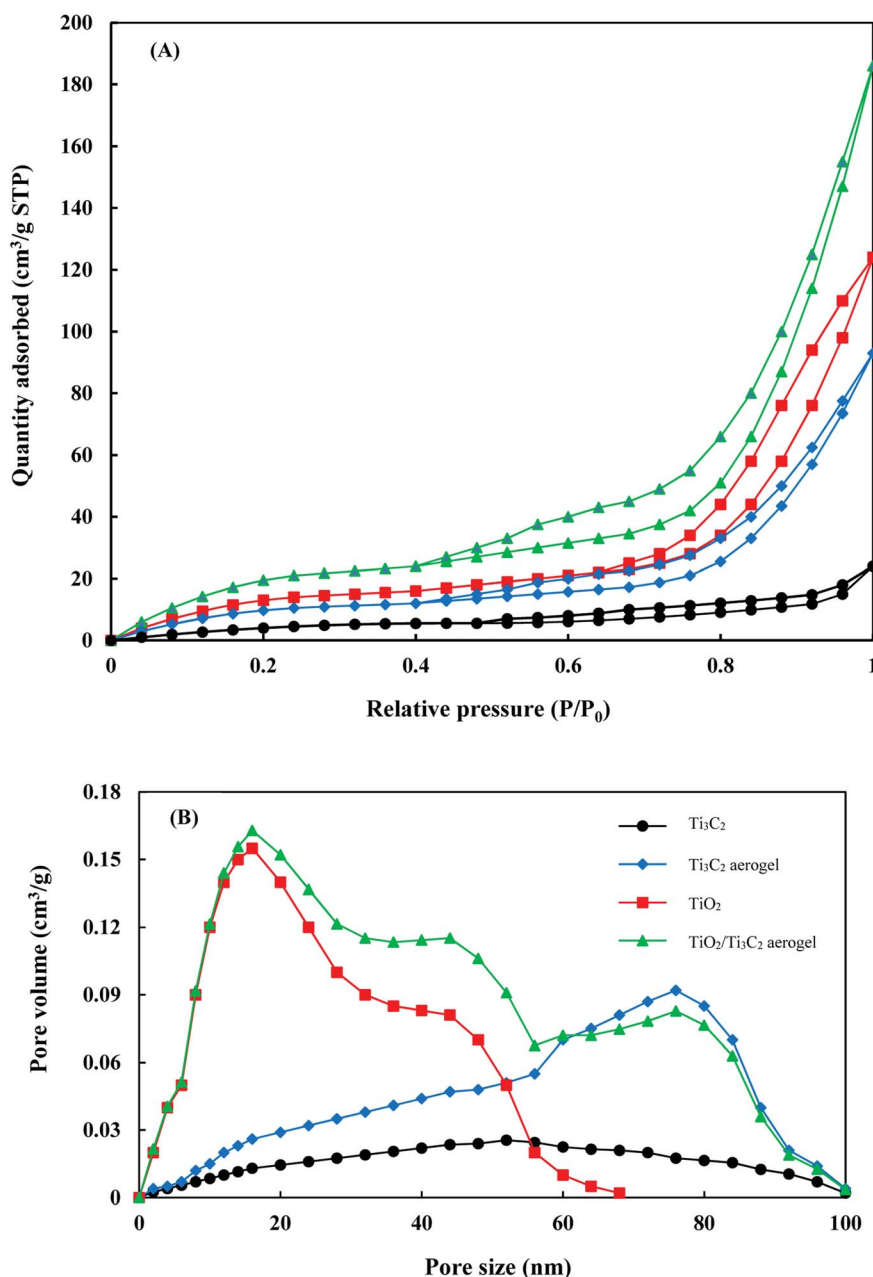 (A)
200
180
160
140
120
100
80
60
40
20
0
Quantity adsorbed (cm³/g STP)
0 0.2 0.4 0.6 0.8 1
Relative pressure (P/P₀)
(B)
0.18
0.15
0.12
0.09
0.06
0.03
0
Pore volume (cm³/g)
Ti₃C₂
Ti₃C₂ aerogel
TiO₂
TiO₂/Ti₃C₂ aerogel
0 20 40 60 80 100
Pore size (nm)